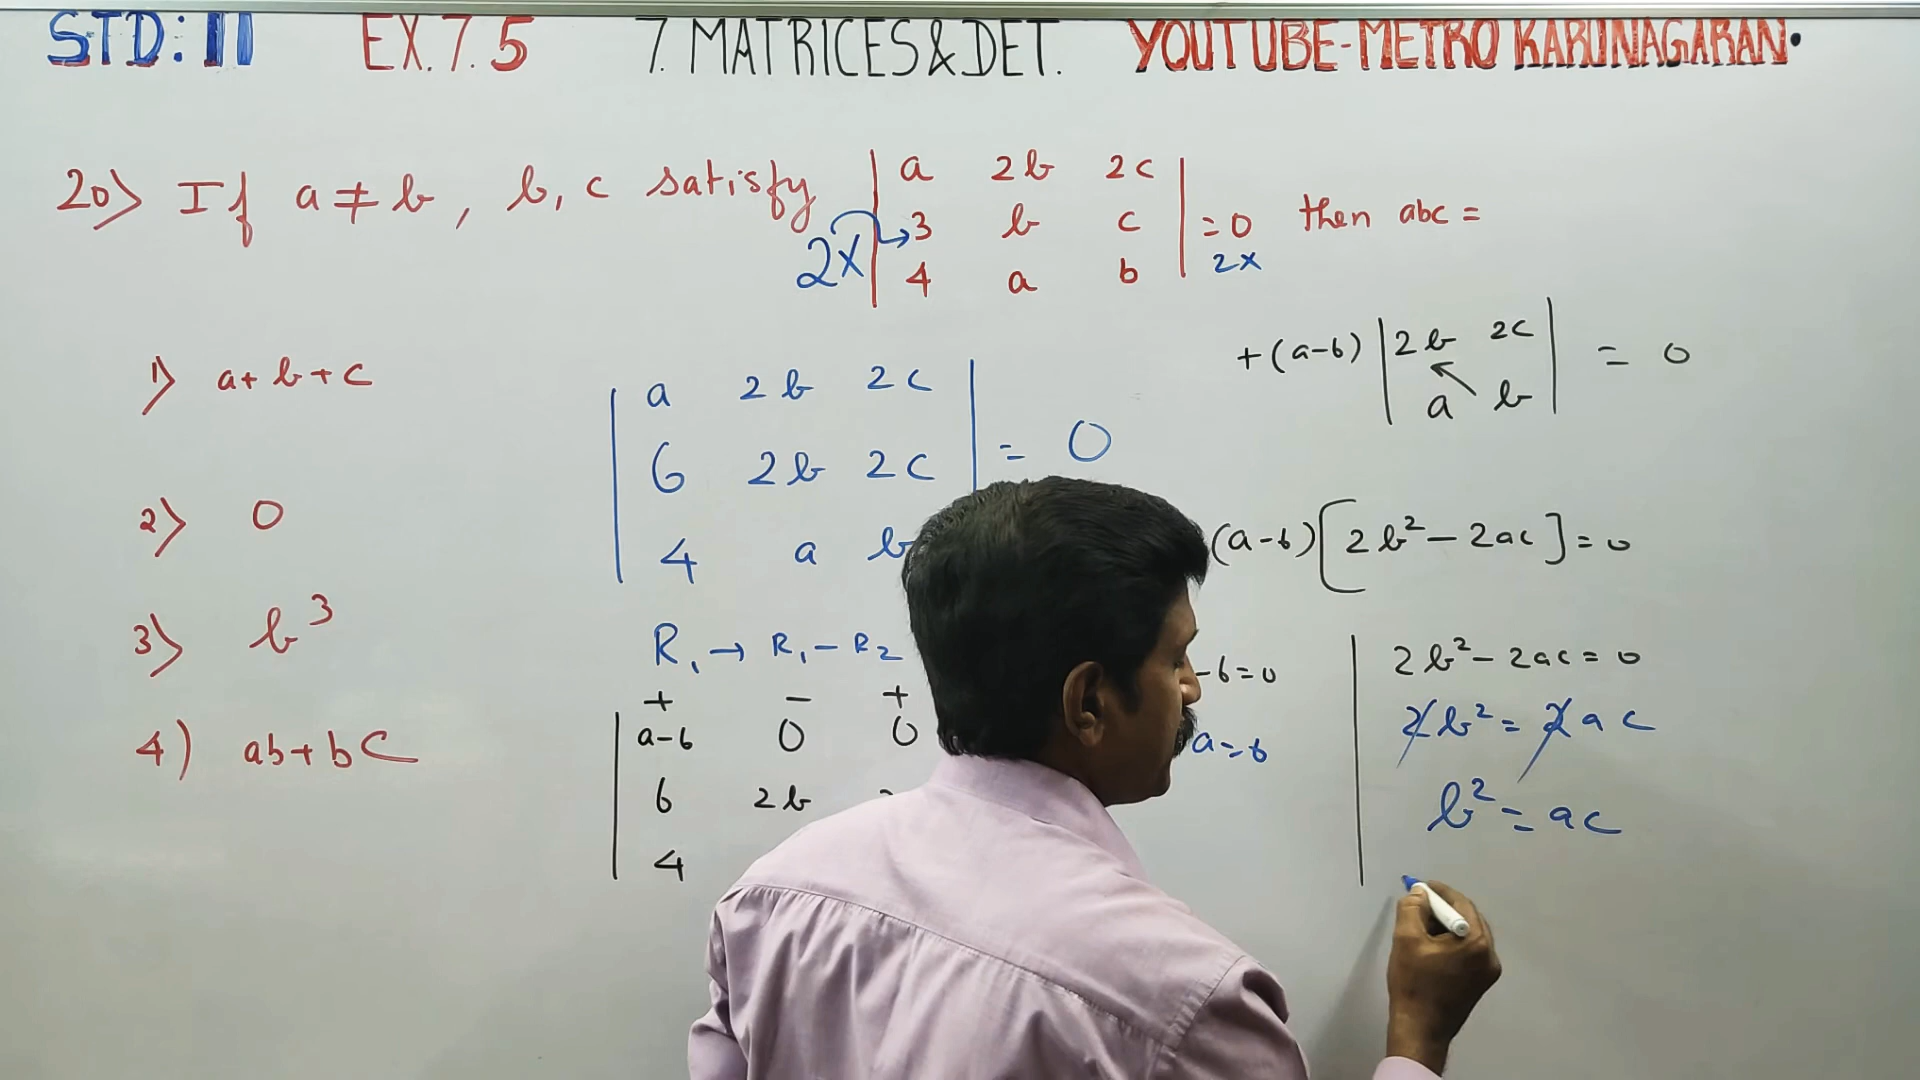 STD: 11 EX.7.5 7. MATRICES & DET. YOUTUBE-METRO KARUNAGARAN.
20) If a ≠ b, b, c satisfy | a 2b 2c |
| 3 b c | = 0 then abc =
| 4 a b |
2x
2x
1) a+b+c
2) 0
3) b³
4) ab+bC
| a 2b 2c |
| 6 2b 2c | = 0
| 4 a b
R₁ → R₁ - R₂
+ - +
| a-b 0 0
| 6 2b
| 4
+(a-b) | 2b 2c | = 0
| a b |
(a-b)[2b²-2ac]=0
-b=0
a=b
2b²-2ac=0
2b²=2ac
b²=ac